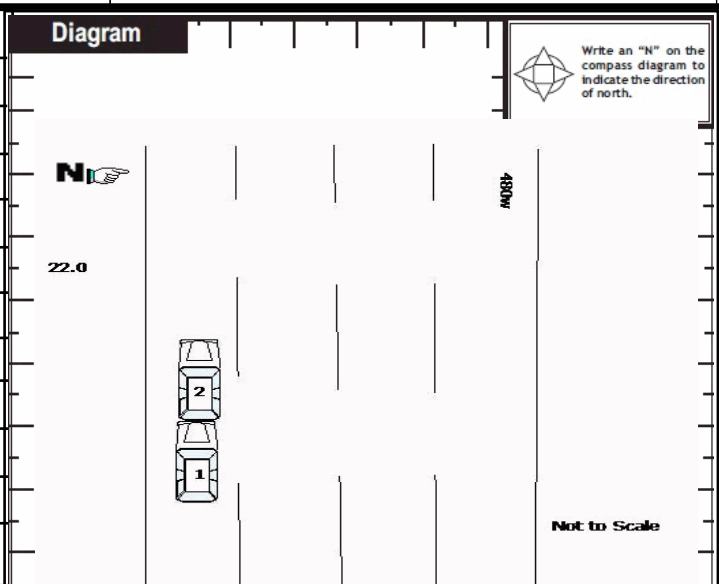 Diagram
Write an "N" on the
compass diagram to
indicate the direction
of north.
N
480W
22.0
2
1
Not to Scale